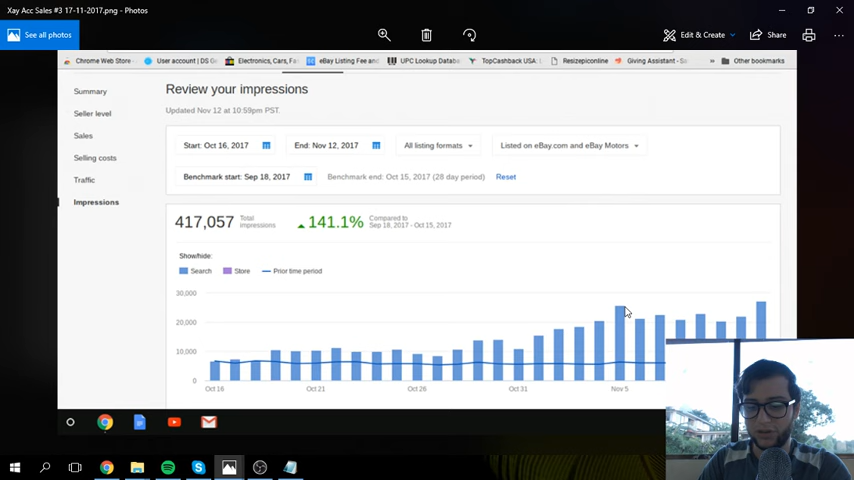 Xay Acc Sales #3 17-11-2017.png - Photos
See all photos
Edit & Create
Share
Chrome Web Store
User account | DS G
Electronics, Cars, Fa
eBay Listing Fee and
UPC Lookup Databa
TopCashback USA:
Resizepiconline
Giving Assistant - Sa
»
Other bookmarks
Summary
Seller level
Sales
Selling costs
Traffic
Impressions
Review your impressions
Updated Nov 12 at 10:59pm PST.
Start: Oct 16, 2017
End: Nov 12, 2017
All listing formats
Listed on eBay.com and eBay Motors
Benchmark start: Sep 18, 2017
Benchmark end: Oct 15, 2017 (28 day period)
Reset
417,057
Total impressions
141.1%
Compared to
Sep 18, 2017 - Oct 15, 2017
Show/hide:
Search
Store
Prior time period
30,000
20,000
10,000
0
Oct 16
Oct 21
Oct 26
Oct 31
Nov 5